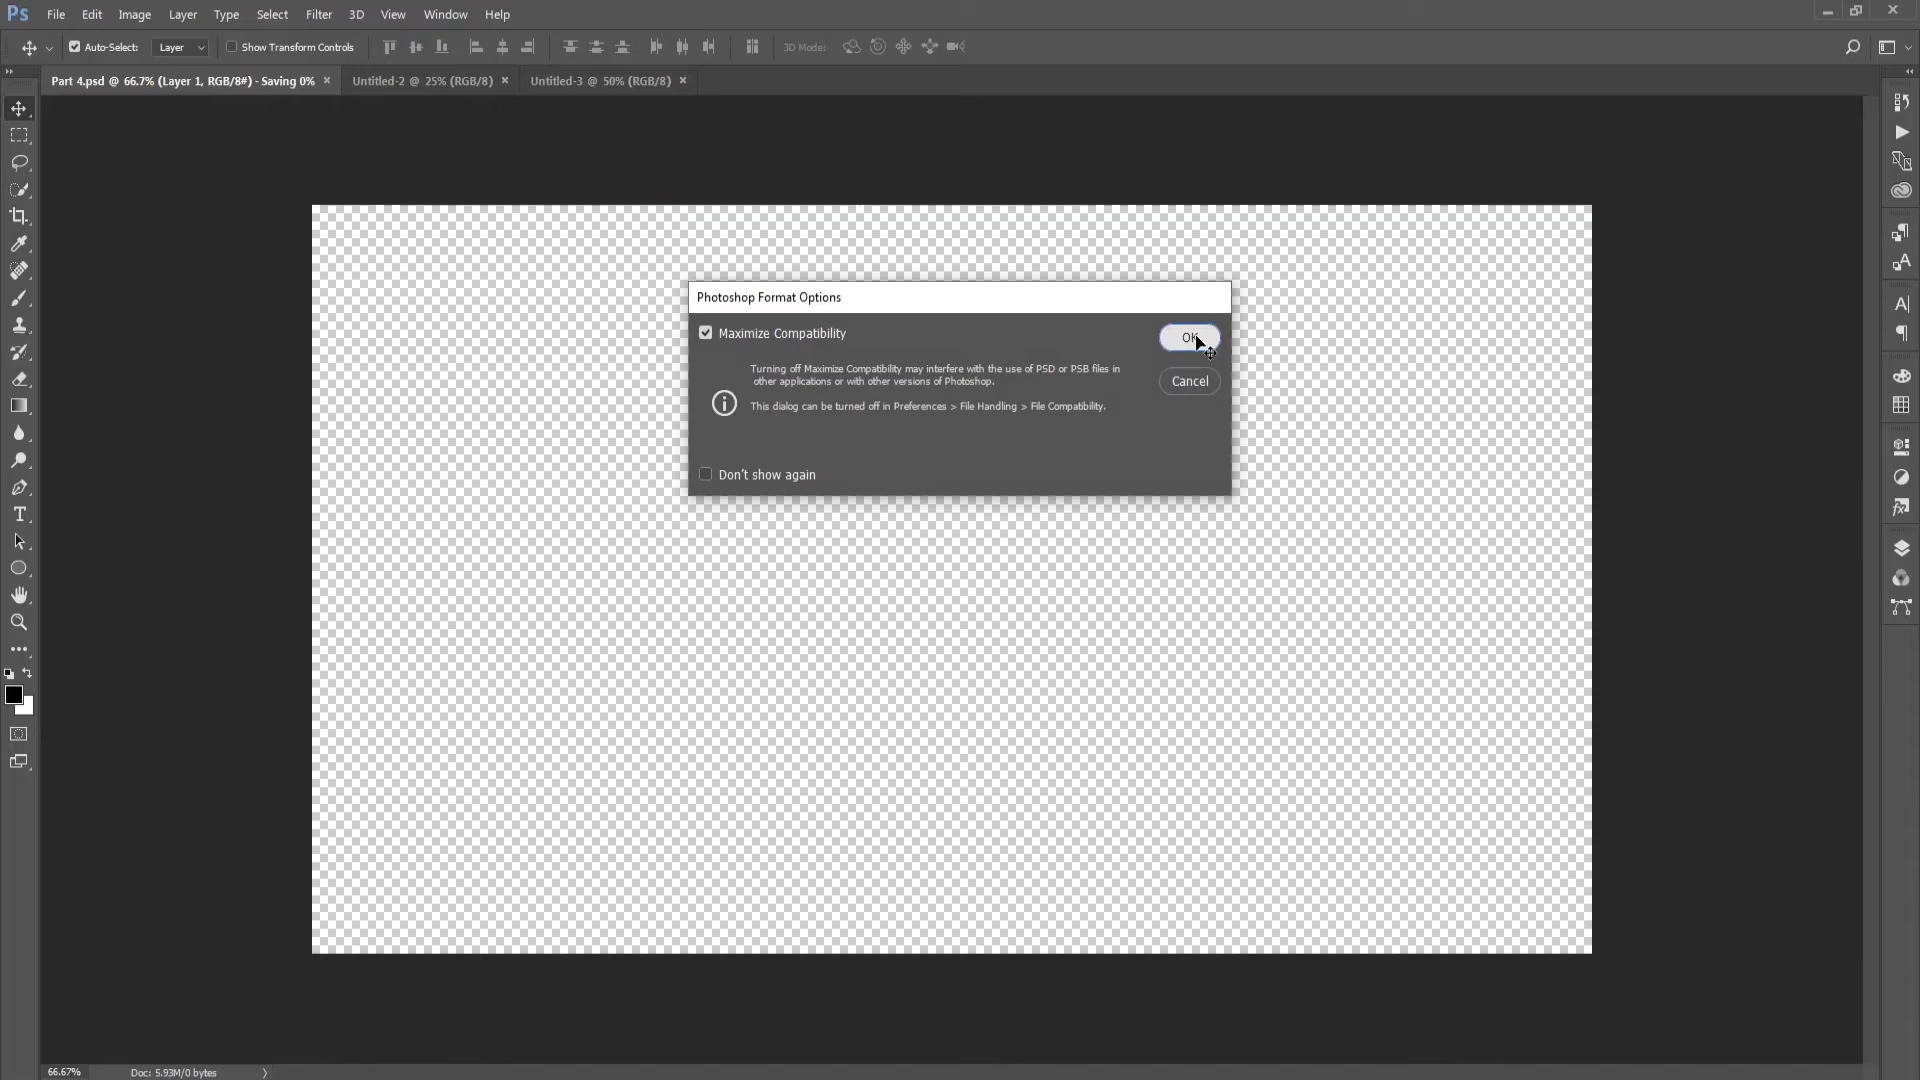 Ps File Edit Image Layer Type Select Filter 3D View Window Help
Auto-Select: Layer Show Transform Controls 3D Mode:
Part 4.psd @ 66.7% (Layer 1, RGB/8#) - Saving 0% × Untitled-2 @ 25% (RGB/8) × Untitled-3 @ 50% (RGB/8) ×
Photoshop Format Options
Maximize Compatibility
OK
Turning off Maximize Compatibility may interfere with the use of PSD or PSB files in
other applications or with other versions of Photoshop.
Cancel
This dialog can be turned off in Preferences > File Handling > File Compatibility.
Don't show again
66.67% Doc: 5.93M/0 bytes